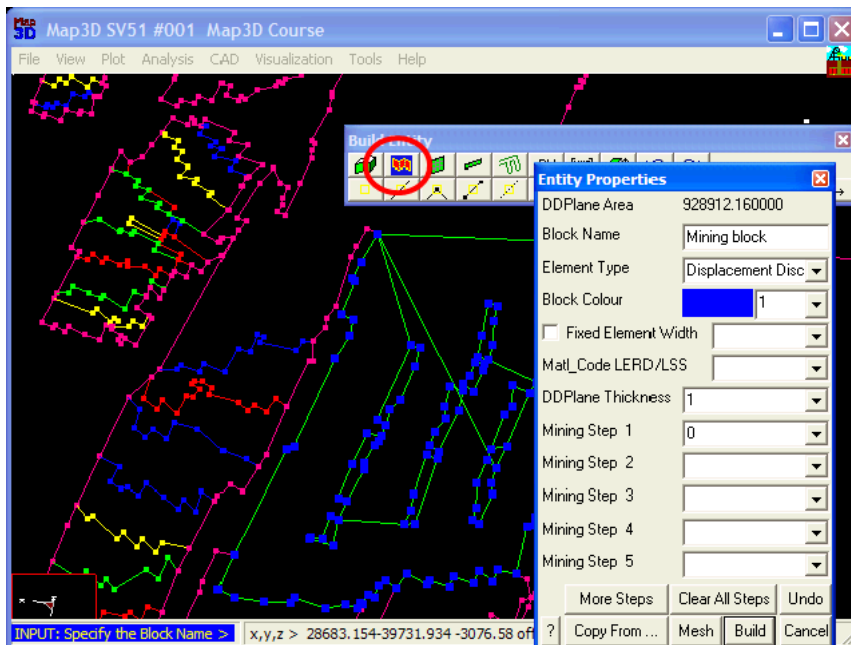 Map3D SV51 #001 Map3D Course
File View Plot Analysis CAD Visualization Tools Help
Build Entity
Entity Properties
DDPlane Area 928912.160000
Block Name Mining block
Element Type Displacement Disc
Block Colour 1
Fixed Element Width
Matl_Code LERD/LSS
DDPlane Thickness 1
Mining Step 1 0
Mining Step 2
Mining Step 3
Mining Step 4
Mining Step 5
More Steps Clear All Steps Undo
? Copy From ... Mesh Build Cancel
INPUT: Specify the Block Name > x,y,z > 28683.154-39731.934 -3076.58 off